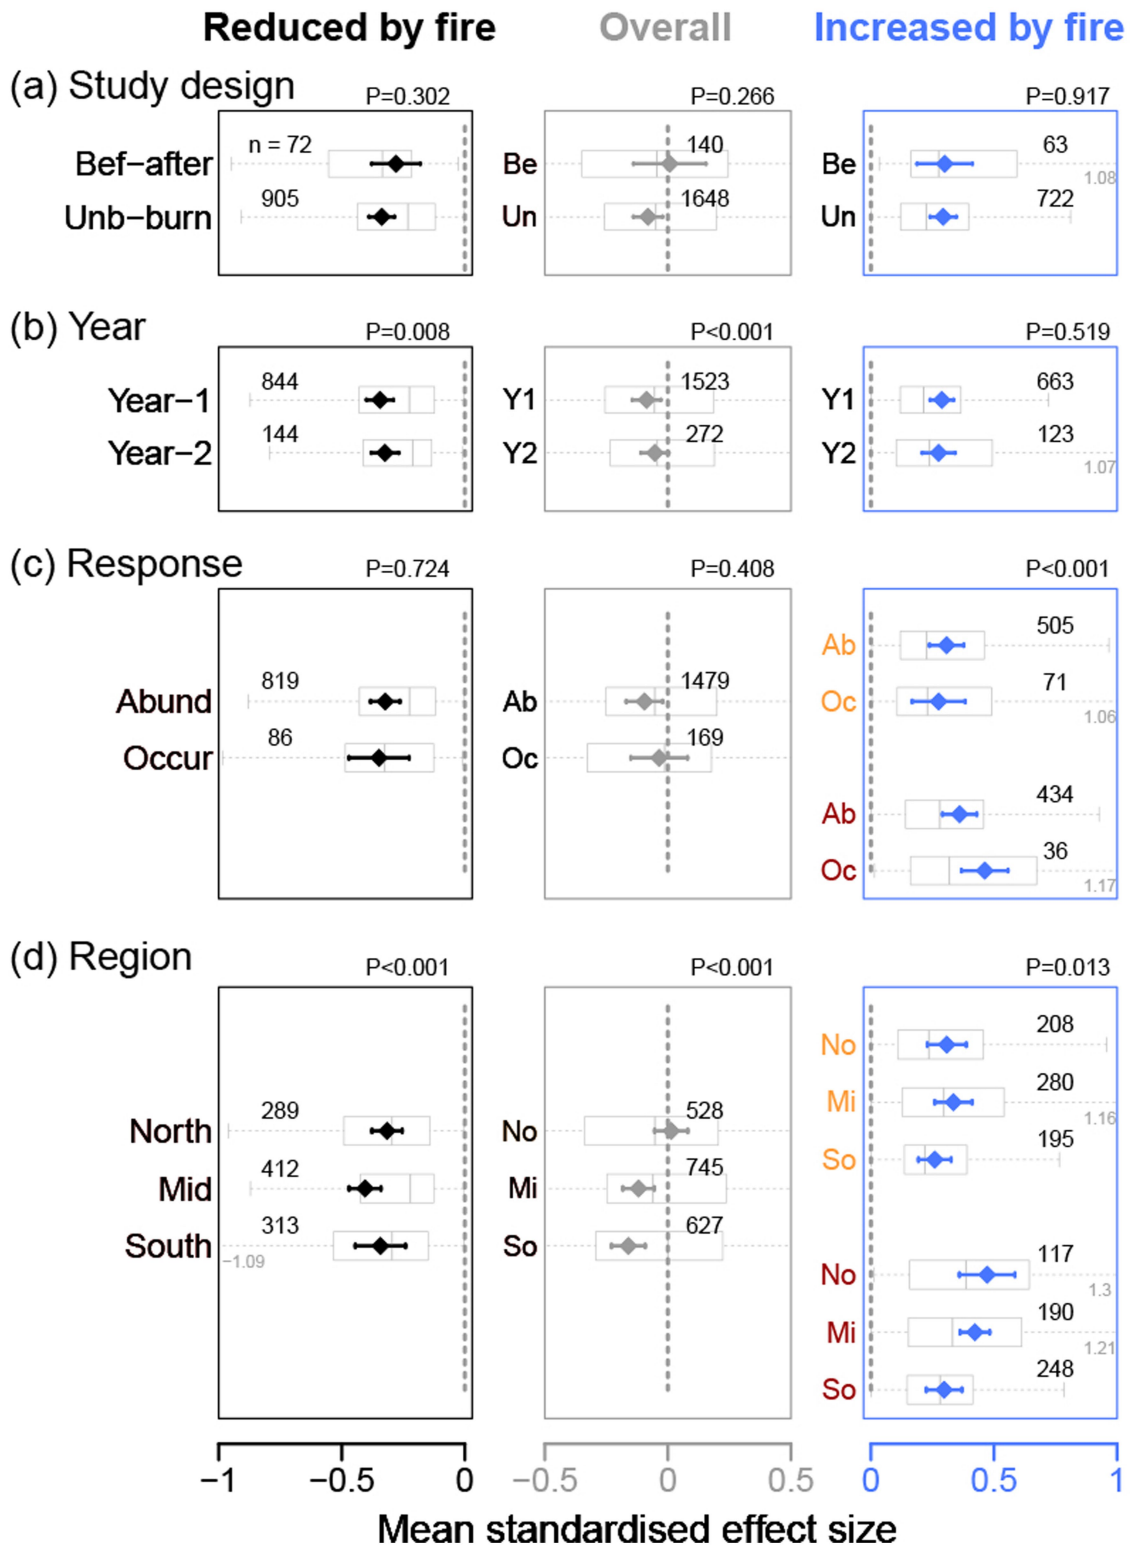 Reduced by fire Overall Increased by fire
(a) Study design
P=0.302 P=0.266 P=0.917
Bef−after n = 72 Be 140 Be 63
1.08
Unb−burn 905 Un 1648 Un 722
(b) Year
P=0.008 P<0.001 P=0.519
Year−1 844 Y1 1523 Y1 663
Year−2 144 Y2 272 Y2 123
1.07
(c) Response
P=0.724 P=0.408 P<0.001
Ab 505
Abund 819 Ab 1479 Oc 71
1.06
Occur 86 Oc 169
Ab 434
Oc 36
1.17
(d) Region
P<0.001 P<0.001 P=0.013
No 208
Mi 280
1.16
North 289 No 528
So 195
Mid 412 Mi 745
South 313 So 627
−1.09
No 117
1.3
Mi 190
1.21
So 248
−1 −0.5 0 −0.5 0 0.5 0 0.5 1
Mean standardised effect size